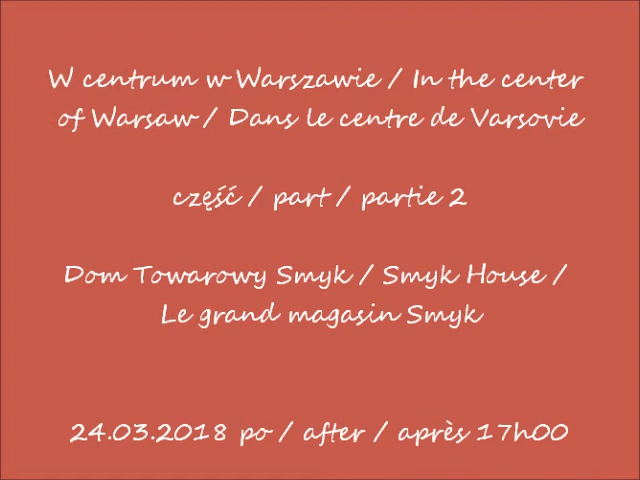 W centrum w Warszawie / In the center
of Warsaw / Dans le centre de Varsovie
część / part / partie 2
Dom Towarowy Smyk / Smyk House /
Le grand magasin Smyk
24.03.2018 po / after / après 17h00